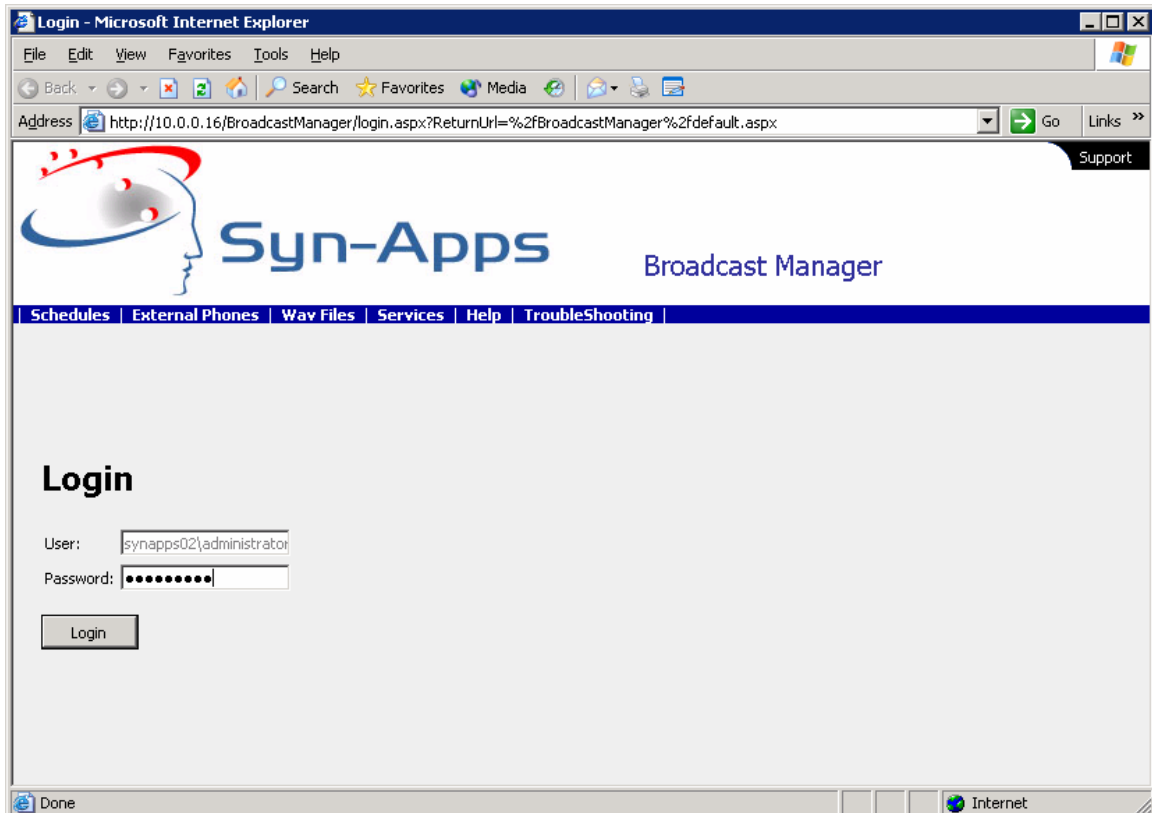 Login - Microsoft Internet Explorer
File Edit View Favorites Tools Help
Back Search Favorites Media
Address http://10.0.0.16/BroadcastManager/login.aspx?ReturnUrl=%2fBroadcastManager%2fdefault.aspx Go Links »
Support
Syn-Apps
Broadcast Manager
| Schedules | External Phones | Wav Files | Services | Help | TroubleShooting |
Login
User: synapps02\administrator
Password: •••••••••
Login
Done Internet